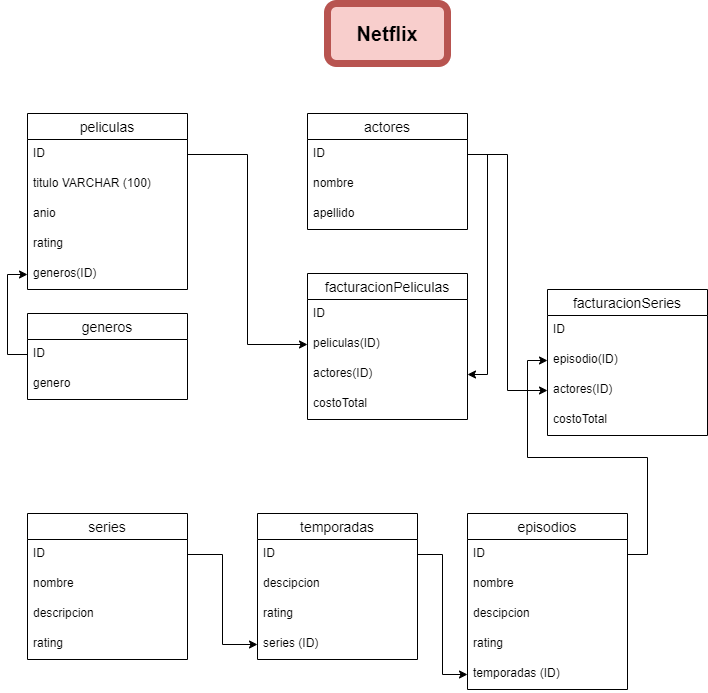 Netflix
peliculas
ID
titulo VARCHAR (100)
anio
rating
generos(ID)
generos
ID
genero
actores
ID
nombre
apellido
facturacionPeliculas
ID
peliculas(ID)
actores(ID)
costoTotal
facturacionSeries
ID
episodio(ID)
actores(ID)
costoTotal
series
ID
nombre
descripcion
rating
temporadas
ID
descipcion
rating
series (ID)
episodios
ID
nombre
descipcion
rating
temporadas (ID)